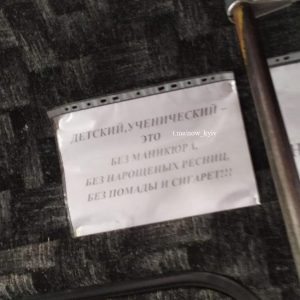 t.me/now_kyiv
ДЕТСКИЙ,УЧЕНИЧЕСКИЙ –
ЭТО
БЕЗ МАНИКЮРА,
БЕЗ НАРОЩЕНЫХ РЕСНИЦ,
БЕЗ ПОМАДЫ И СИГАРЕТ!!!